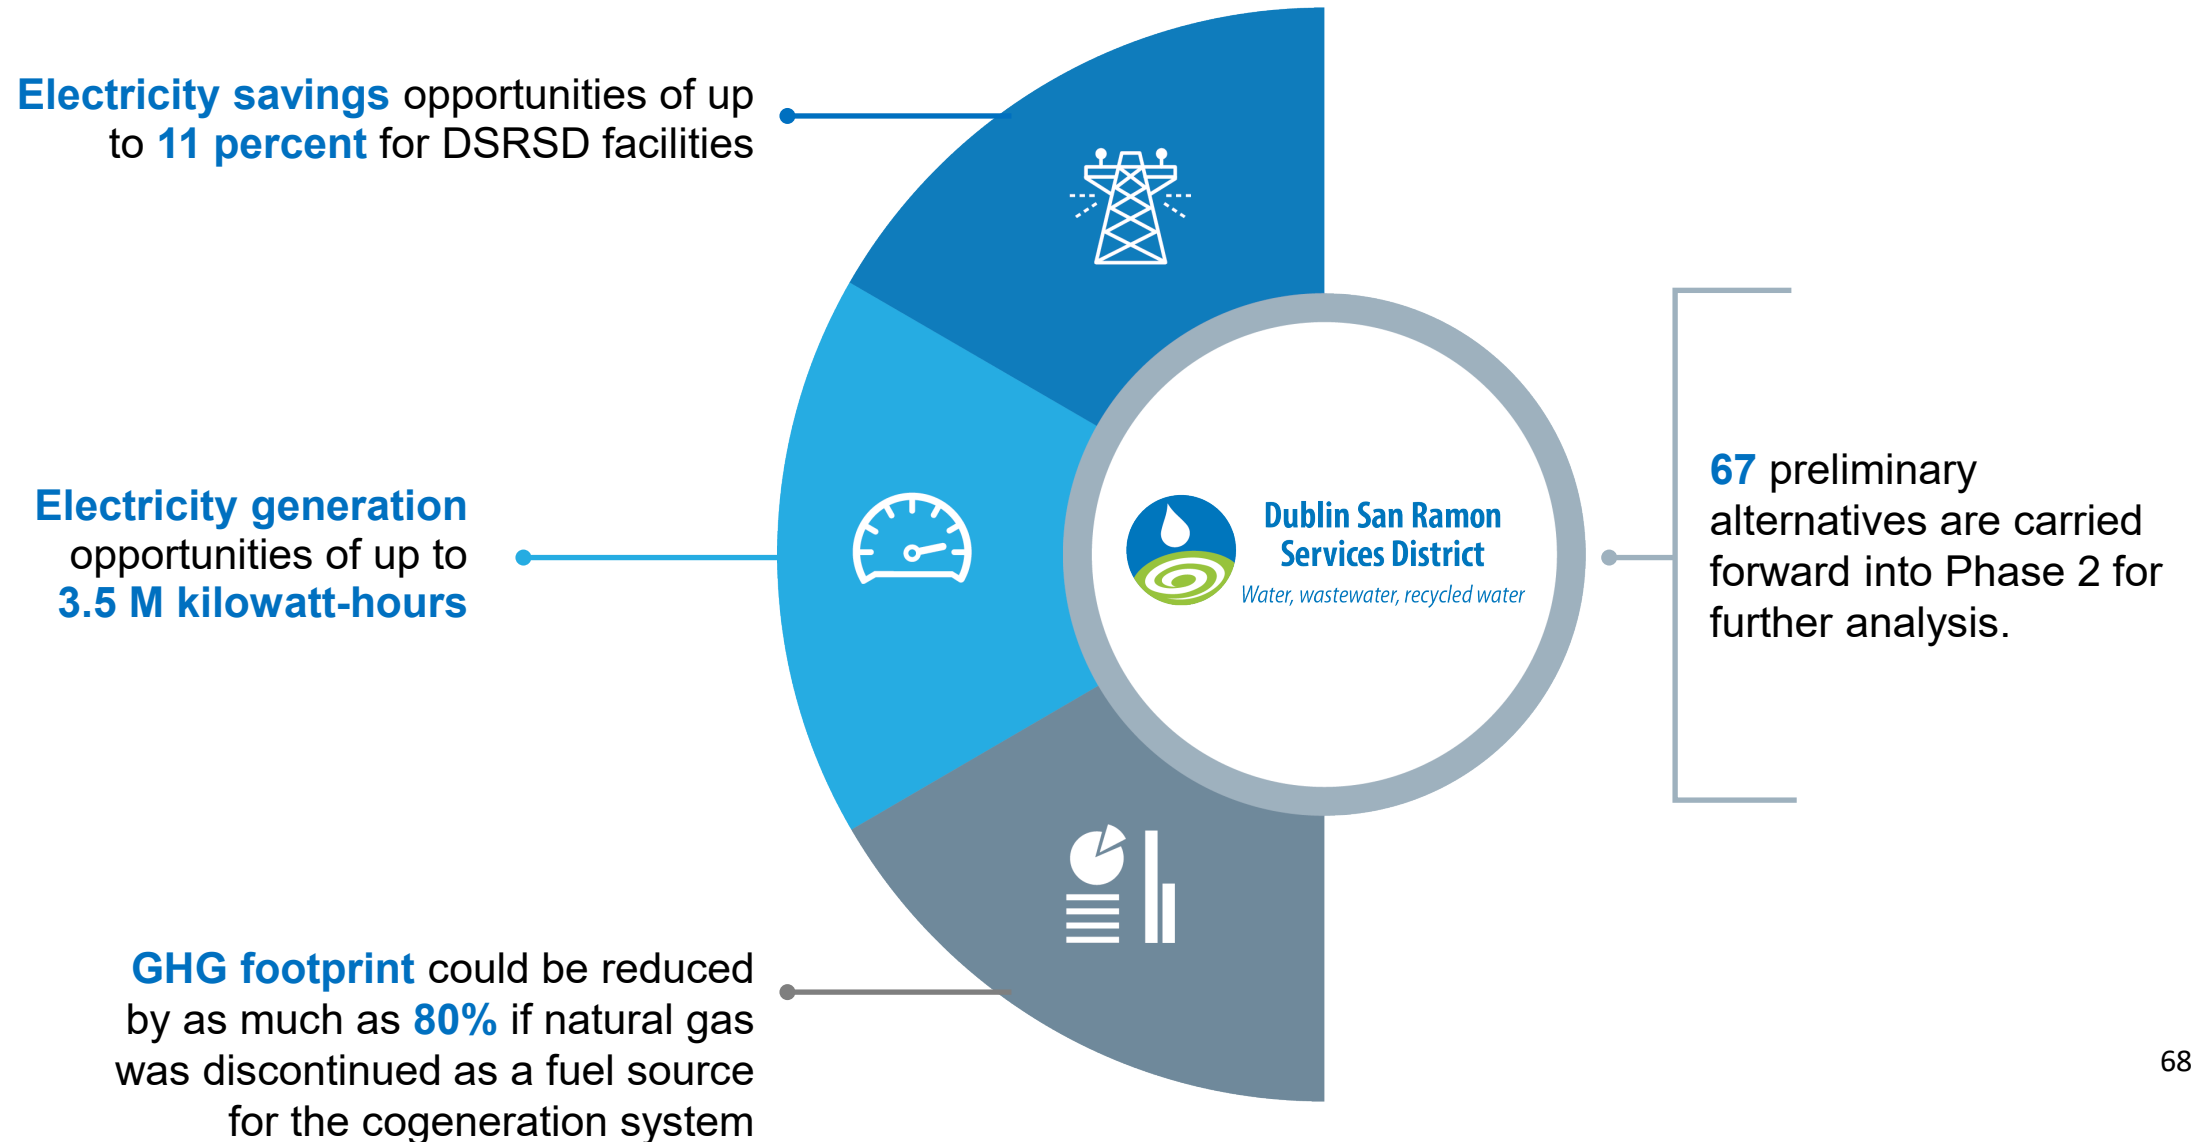 Electricity savings opportunities of up
to 11 percent for DSRSD facilities
Electricity generation
opportunities of up to
3.5 M kilowatt-hours
GHG footprint could be reduced
by as much as 80% if natural gas
was discontinued as a fuel source
for the cogeneration system
Dublin San Ramon
Services District
Water, wastewater, recycled water
67 preliminary
alternatives are carried
forward into Phase 2 for
further analysis.
68